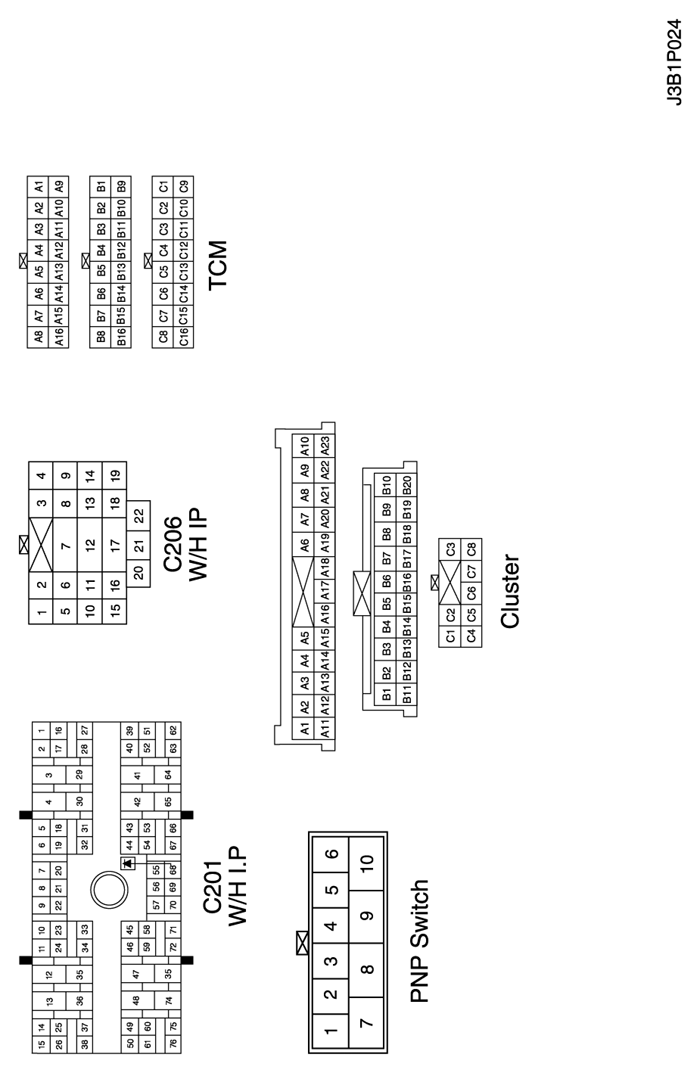 15 14 13 12 11 10 9 8 7 6 5 4 3 2 1
26 25 24 23 22 21 20 19 18 17 16
38 37 36 35 34 33 32 31 30 29 28 27
50 49 48 47 46 45 44 43 42 41 40 39
61 60 59 58 57 56 55 54 53 52 51
76 75 74 35 72 71 70 69 68 67 66 65 64 63 62
C201
W/H I.P
1 2 3 4
5 6 7 8 9
10 11 12 13 14
15 16 17 18 19
20 21 22
C206
W/H IP
A8 A7 A6 A5 A4 A3 A2 A1
A16 A15 A14 A13 A12 A11 A10 A9
B8 B7 B6 B5 B4 B3 B2 B1
B16 B15 B14 B13 B12 B11 B10 B9
C8 C7 C6 C5 C4 C3 C2 C1
C16 C15 C14 C13 C12 C11 C10 C9
TCM
1 2 3 4 5 6
7 8 9 10
PNP Switch
A1 A2 A3 A4 A5 A6 A7 A8 A9 A10
A11 A12 A13 A14 A15 A16 A17 A18 A19 A20 A21 A22 A23
B1 B2 B3 B4 B5 B6 B7 B8 B9 B10
B11 B12 B13 B14 B15 B16 B17 B18 B19 B20
C1 C2 C3
C4 C5 C6 C7 C8
Cluster
J3B1P024